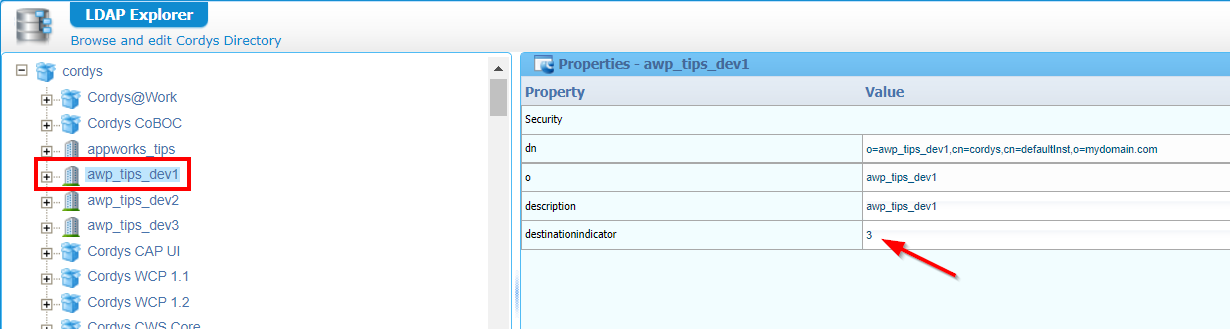 LDAP Explorer
Browse and edit Cordys Directory
cordys
Cordys@Work
Cordys CoBOC
appworks_tips
awp_tips_dev1
awp_tips_dev2
awp_tips_dev3
Cordys CAP UI
Cordys WCP 1.1
Cordys WCP 1.2
Cordys CWS Core
Properties - awp_tips_dev1
Property Value
Security
dn o=awp_tips_dev1,cn=cordys,cn=defaultInst,o=mydomain.com
o awp_tips_dev1
description awp_tips_dev1
destinationindicator 3